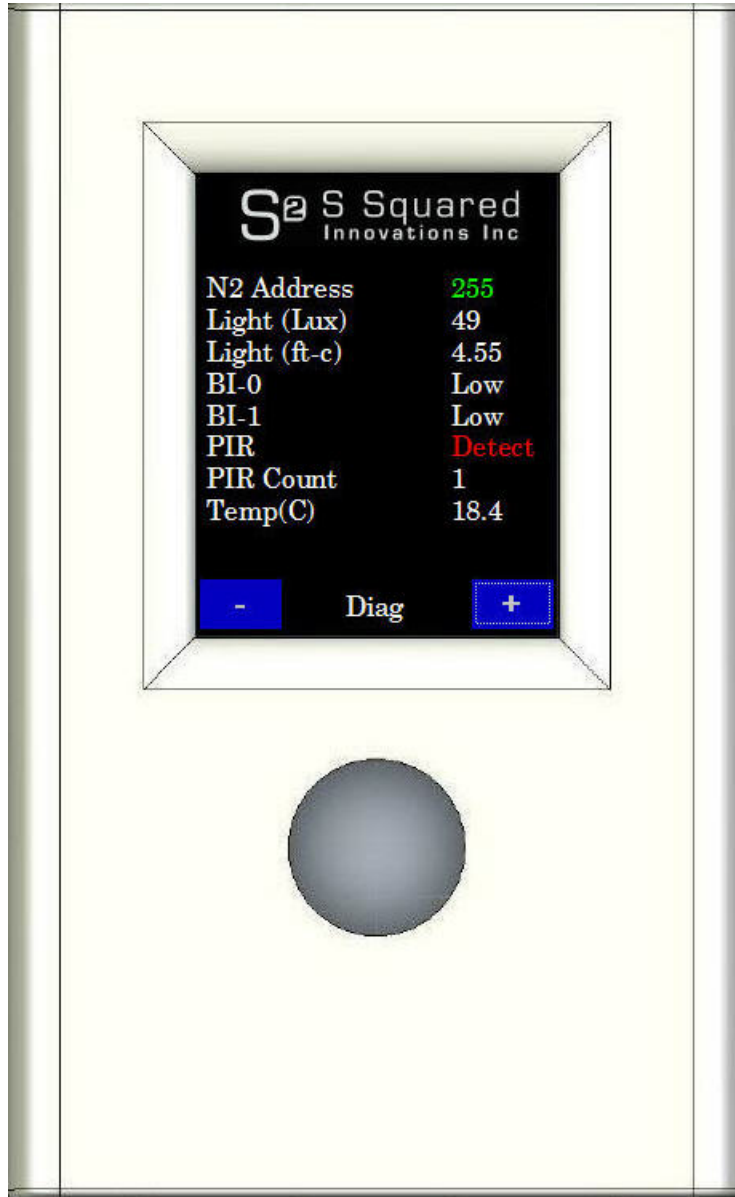 S2 S Squared
Innovations Inc
N2 Address 255
Light (Lux) 49
Light (ft-c) 4.55
BI-0 Low
BI-1 Low
PIR Detect
PIR Count 1
Temp(C) 18.4
- Diag +